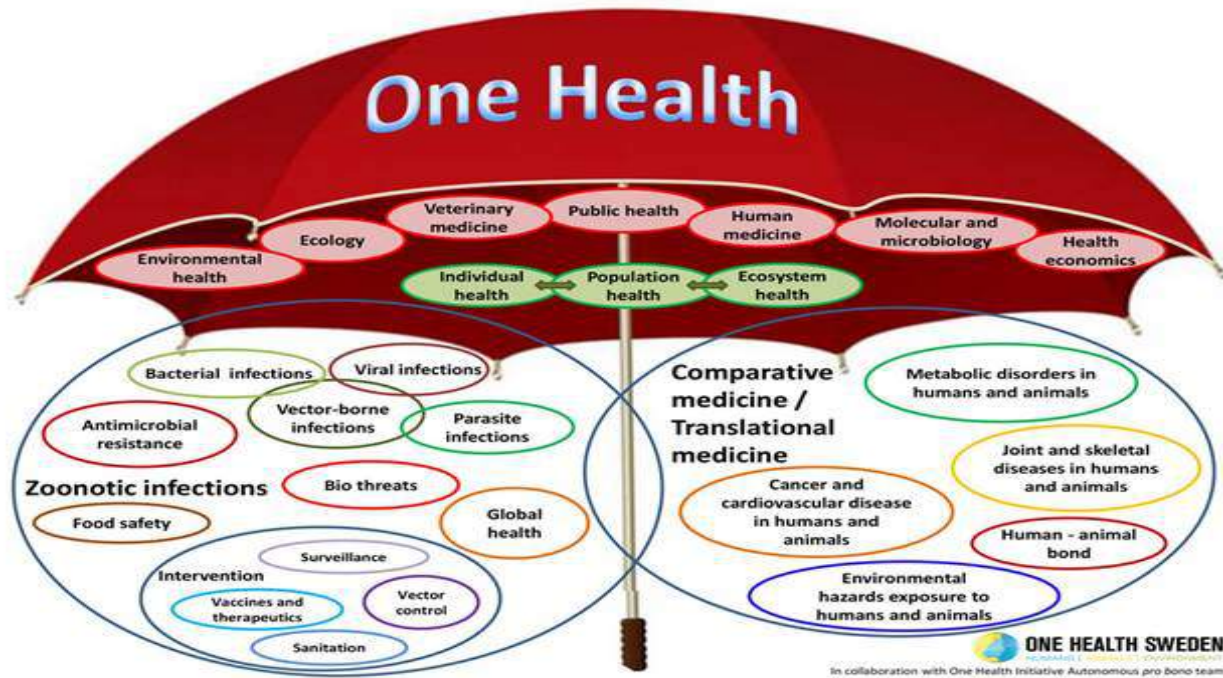 One Health
Veterinary
medicine
Public health
Human
medicine
Ecology
Molecular and
microbiology
Environmental
health
Health
economics
Individual
health
Population
health
Ecosystem
health
Bacterial infections
Viral infections
Vector-borne
infections
Antimicrobial
resistance
Parasite
infections
Zoonotic infections
Bio threats
Food safety
Global
health
Surveillance
Intervention
Vaccines and
therapeutics
Vector
control
Sanitation
Comparative
medicine /
Translational
medicine
Metabolic disorders in
humans and animals
Joint and skeletal
diseases in humans
and animals
Cancer and
cardiovascular disease
in humans and
animals
Human - animal
bond
Environmental
hazards exposure to
humans and animals
ONE HEALTH SWEDEN
In collaboration with One Health Initiative Autonomous pro bono team